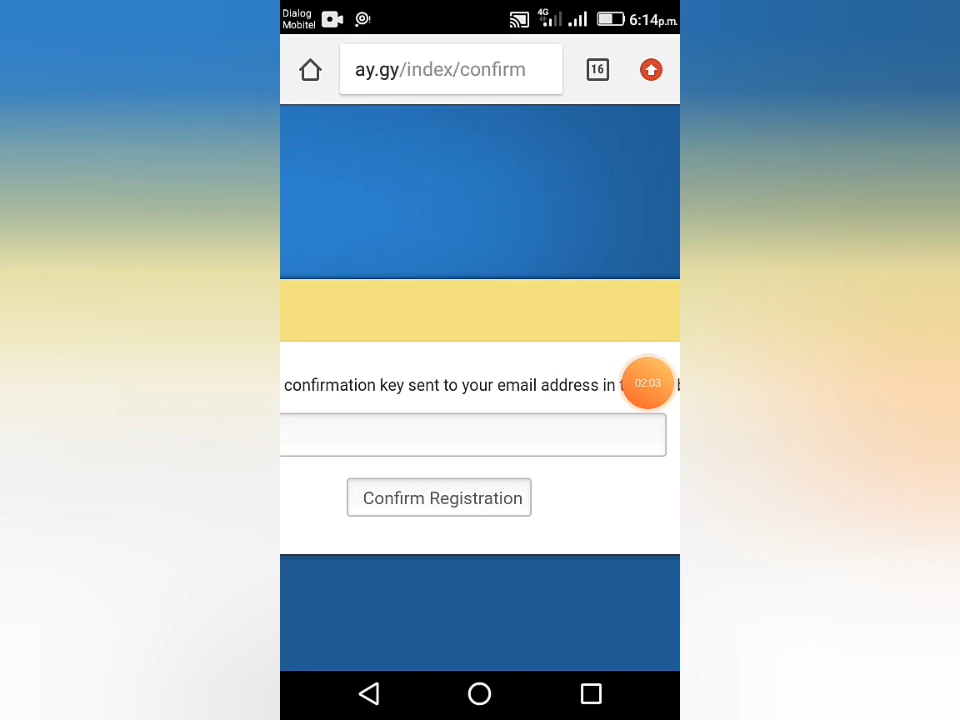 Dialog
Mobitel
4G
6:14p.m.
ay.gy/index/confirm
16
confirmation key sent to your email address in
02:03
Confirm Registration